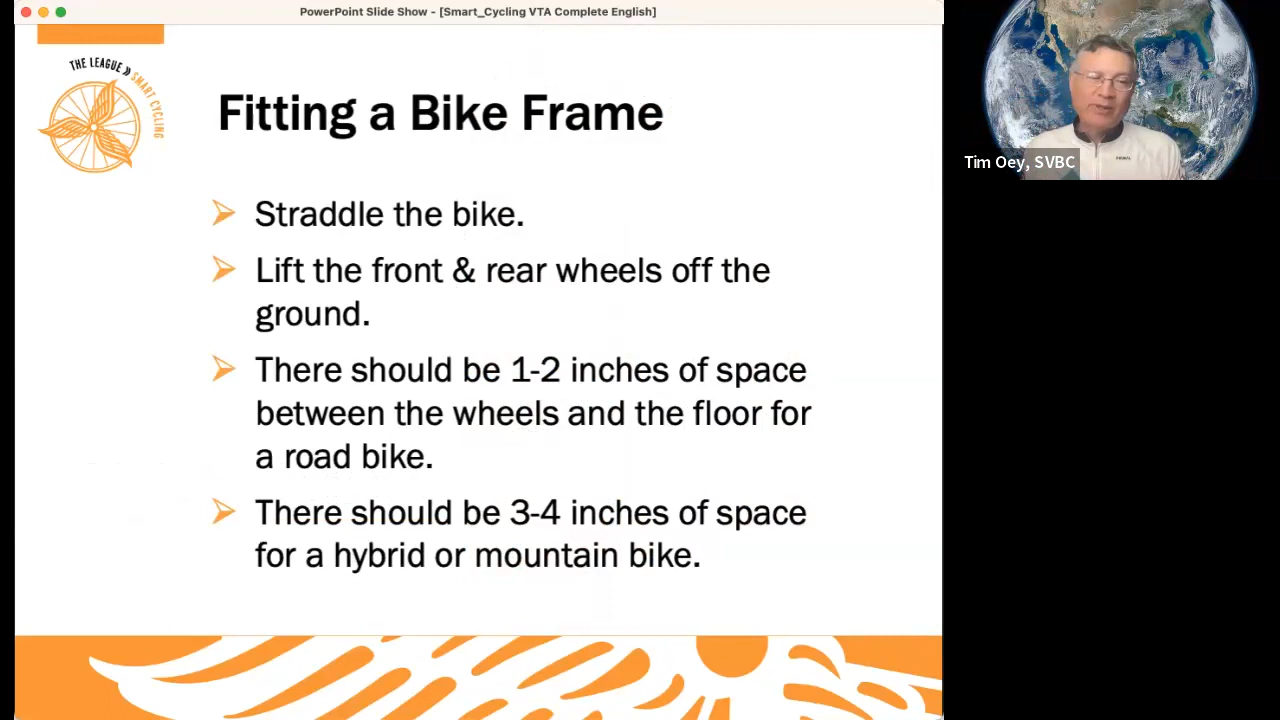 PowerPoint Slide Show - [Smart_Cycling VTA Complete English]
THE LEAGUE
SMART CYCLING
Fitting a Bike Frame
Straddle the bike.
Lift the front & rear wheels off the
ground.
There should be 1-2 inches of space
between the wheels and the floor for
a road bike.
There should be 3-4 inches of space
for a hybrid or mountain bike.
Tim Oey, SVBC